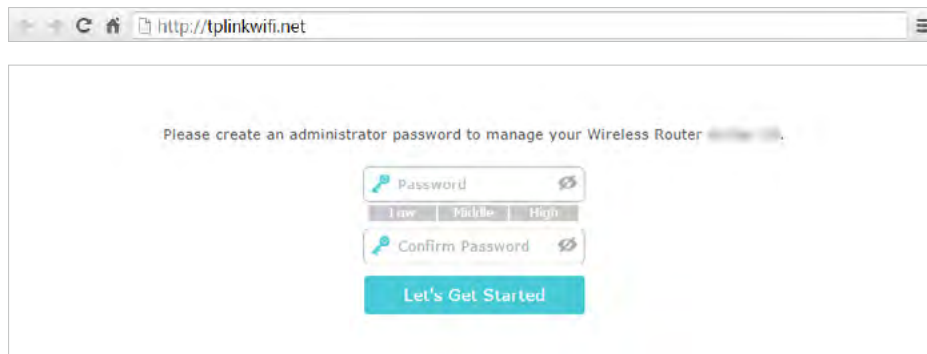 http://tplinkwifi.net
Please create an administrator password to manage your Wireless Router
Password
Low Middle High
Confirm Password
Let's Get Started